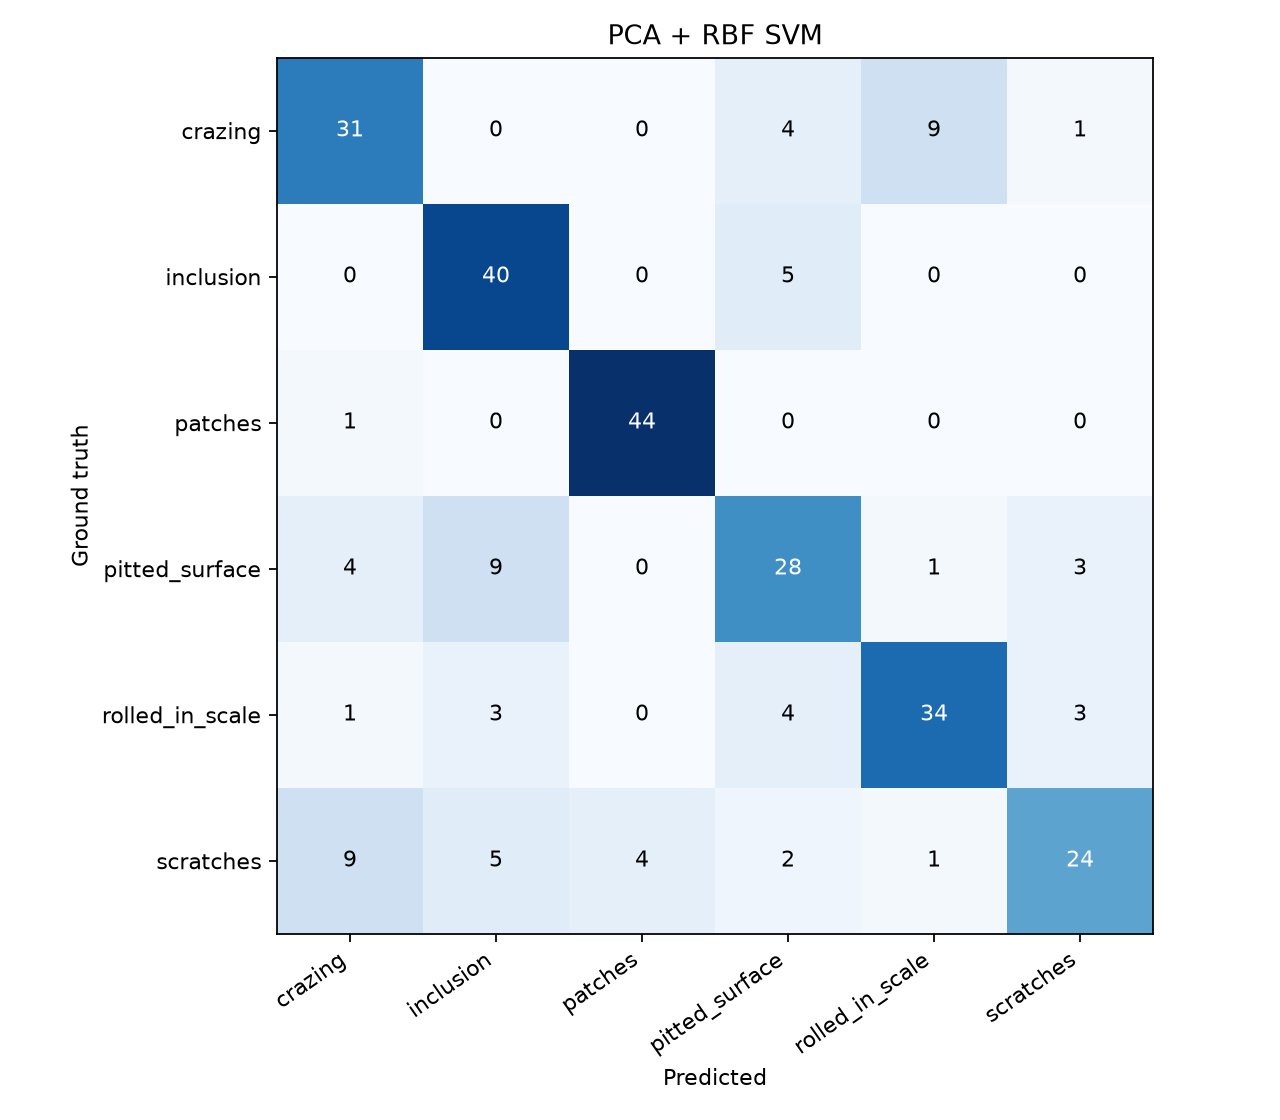 PCA + RBF SVM
Ground truth
crazing 31 0 0 4 9 1
inclusion 0 40 0 5 0 0
patches 1 0 44 0 0 0
pitted_surface 4 9 0 28 1 3
rolled_in_scale 1 3 0 4 34 3
scratches 9 5 4 2 1 24
crazing inclusion patches pitted_surface rolled_in_scale scratches
Predicted